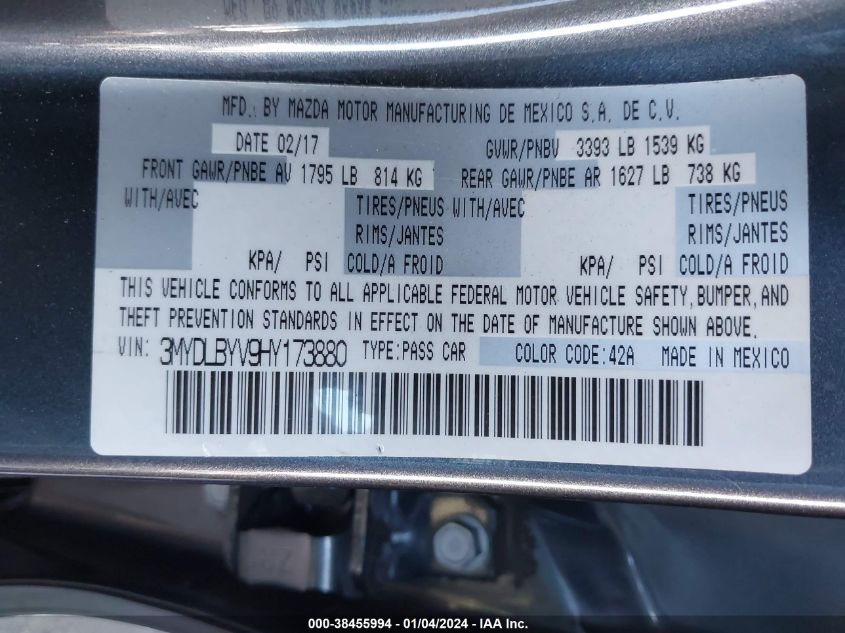 MFD. BY MAZDA MOTOR MANUFACTURING DE MEXICO S.A. DE C.V.
DATE 02/17 GVWR/PNBV 3393 LB 1539 KG
FRONT GAWR/PNBE AV 1795 LB 814 KG REAR GAWR/PNBE AR 1627 LB 738 KG
WITH/AVEC TIRES/PNEUS WITH/AVEC TIRES/PNEUS
RIMS/JANTES RIMS/JANTES
KPA/ PSI COLD/A FROID KPA/ PSI COLD/A FROID
THIS VEHICLE CONFORMS TO ALL APPLICABLE FEDERAL MOTOR VEHICLE SAFETY, BUMPER, AND
THEFT PREVENTION STANDARDS IN EFFECT ON THE DATE OF MANUFACTURE SHOWN ABOVE.
VIN: 3MYDLBYV9HY173880 TYPE:PASS CAR COLOR CODE:42A MADE IN MEXICO
000-38455994 - 01/04/2024 - IAA Inc.